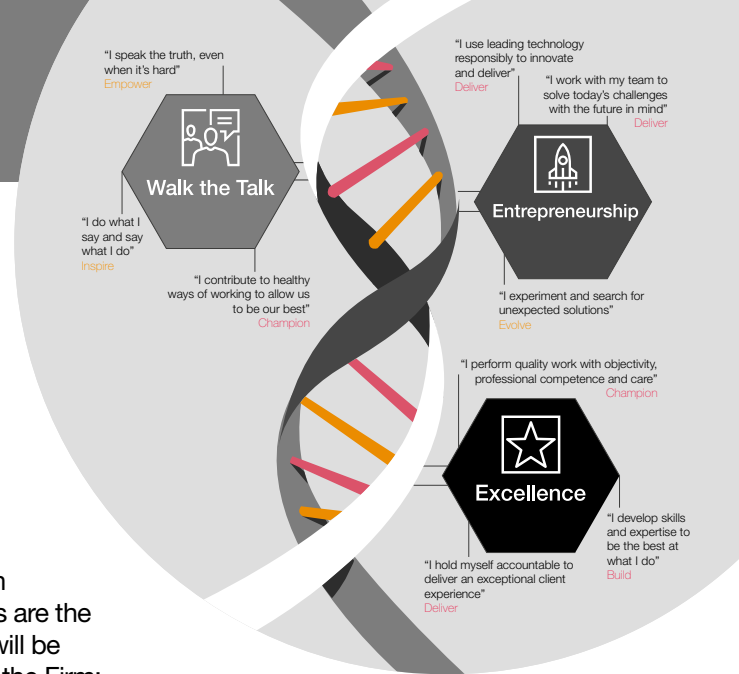 “I speak the truth, even
when it’s hard”
Empower
Walk the Talk
“I do what I
say and say
what I do”
Inspire
“I contribute to healthy
ways of working to allow us
to be our best”
Champion
“I use leading technology
responsibly to innovate
and deliver”
Deliver
“I work with my team to
solve today’s challenges
with the future in mind”
Deliver
Entrepreneurship
“I experiment and search for
unexpected solutions”
Evolve
“I perform quality work with objectivity,
professional competence and care”
Champion
Excellence
“I develop skills
and expertise to
be the best at
what I do”
Build
“I hold myself accountable to
deliver an exceptional client
experience”
Deliver
are the
will be
the Firm: